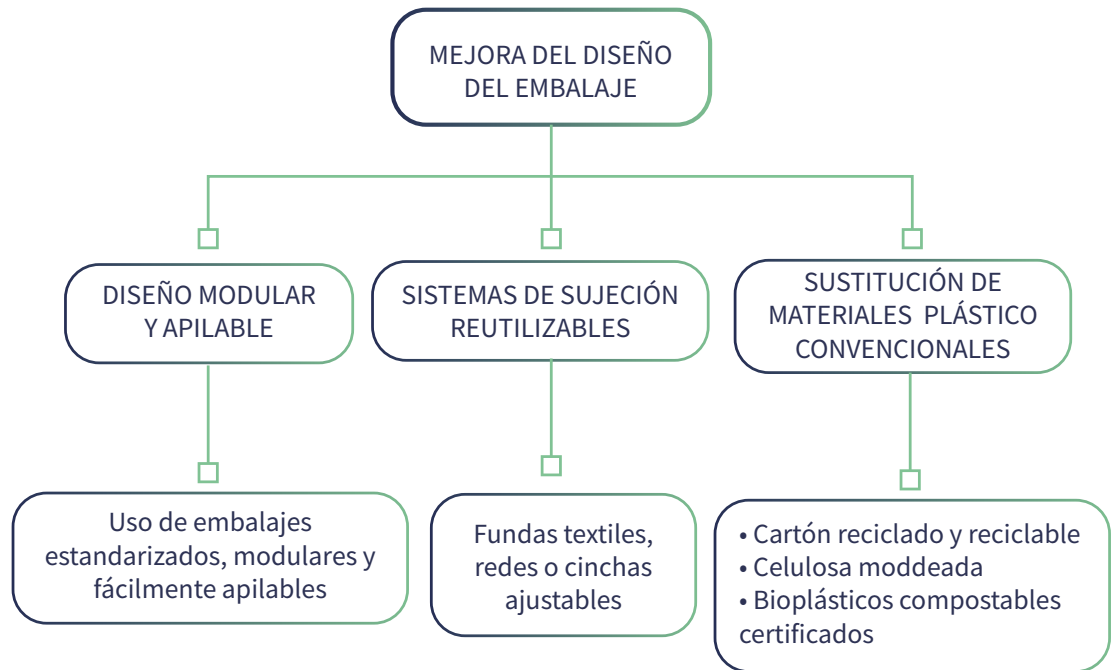 MEJORA DEL DISEÑO
DEL EMBALAJE
DISEÑO MODULAR
Y APILABLE
SISTEMAS DE SUJECIÓN
REUTILIZABLES
SUSTITUCIÓN DE
MATERIALES PLÁSTICO
CONVENCIONALES
Uso de embalajes
estandarizados, modulares y
fácilmente apilables
Fundas textiles,
redes o cinchas
ajustables
• Cartón reciclado y reciclable
• Celulosa moddeada
• Bioplásticos compostables
certificados